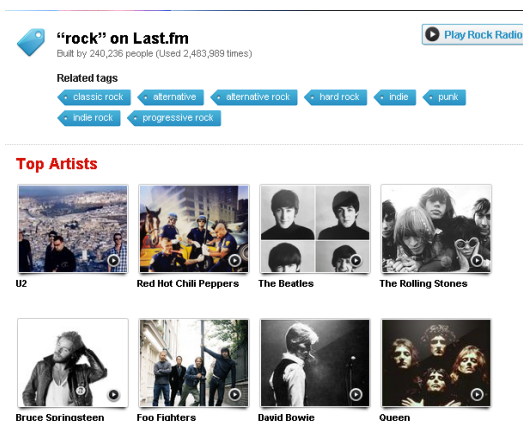 “rock” on Last.fm
Play Rock Radio
Built by 240,236 people (Used 2,483,989 times)
Related tags
classic rock alternative alternative rock hard rock indie punk
indie rock progressive rock
Top Artists
U2 Red Hot Chili Peppers The Beatles The Rolling Stones
Bruce Springsteen Foo Fighters David Bowie Queen